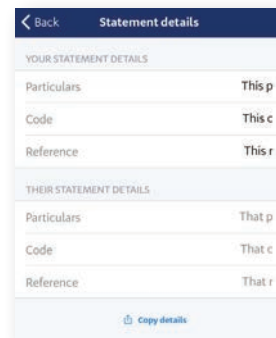 Back Statement details
YOUR STATEMENT DETAILS
Particulars This p
Code This c
Reference This r
THEIR STATEMENT DETAILS
Particulars That p
Code That c
Reference That r
Copy details